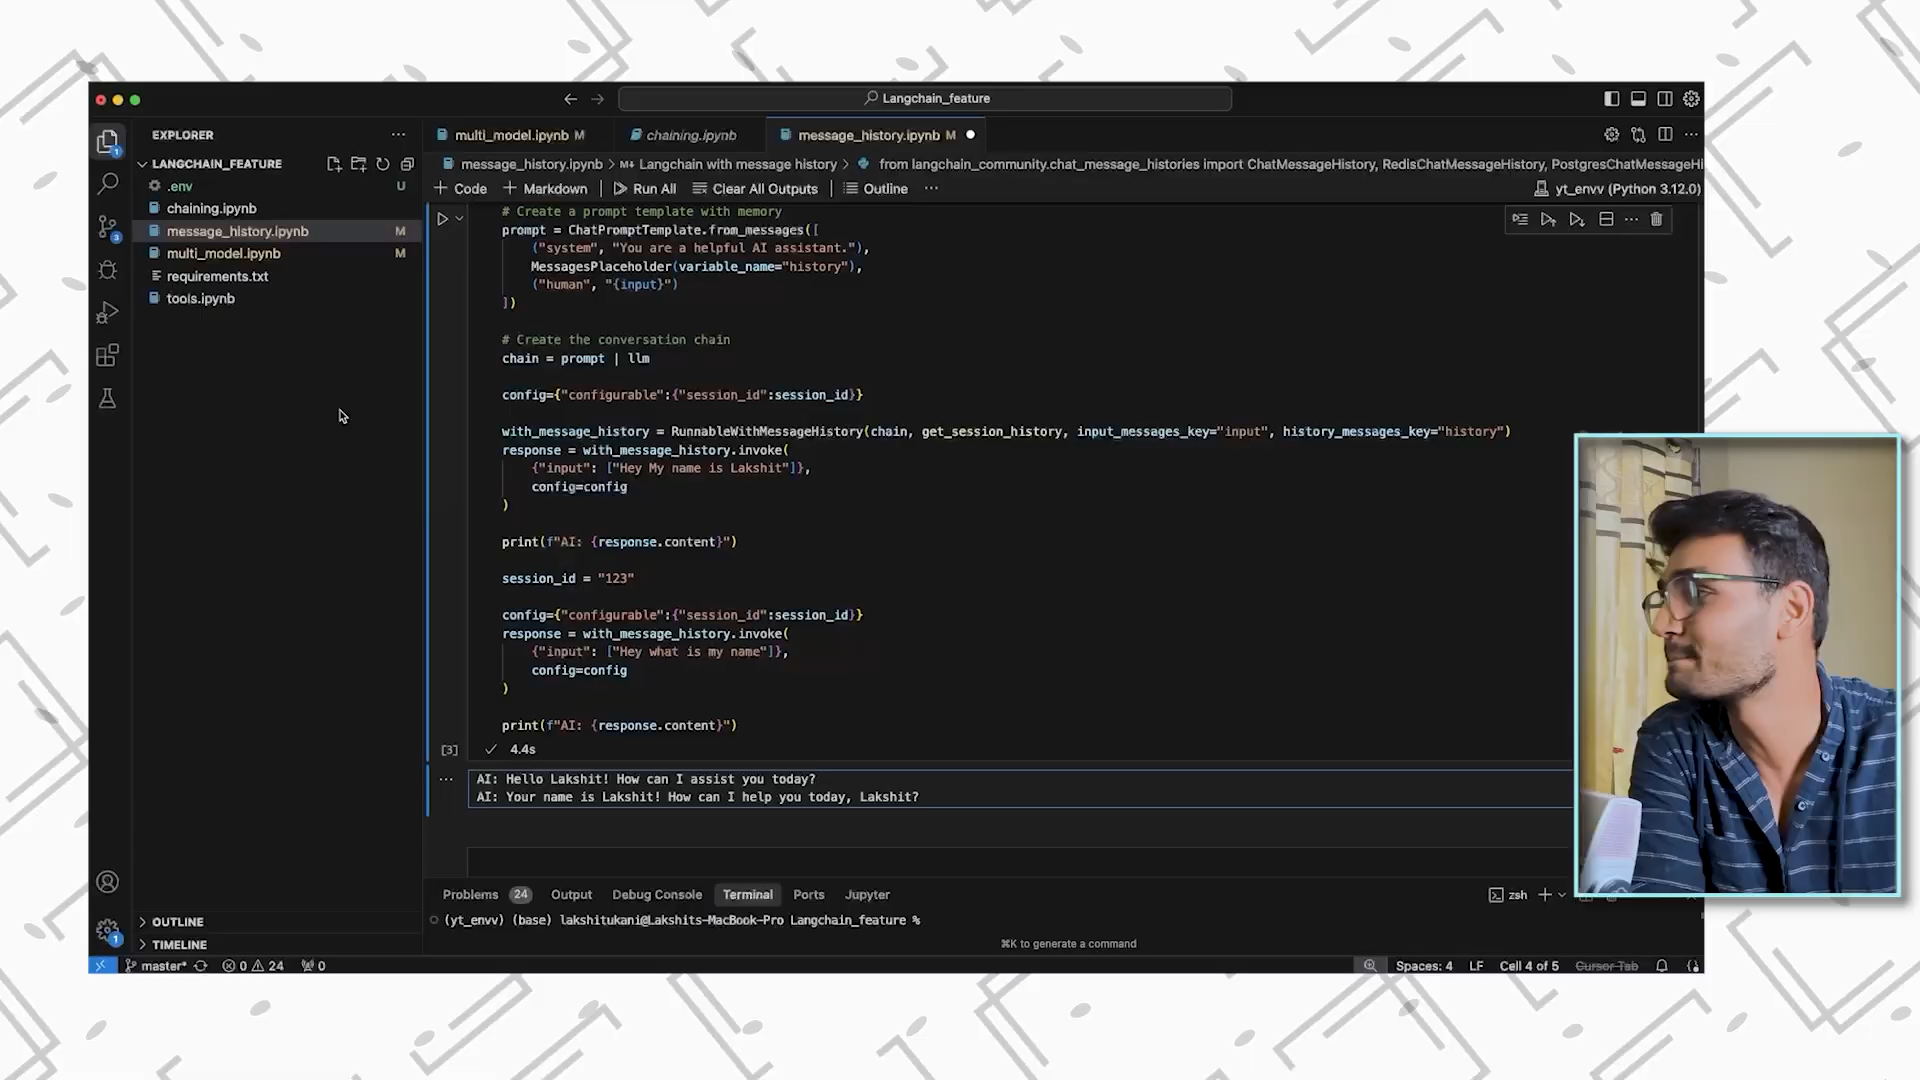 Langchain_feature
EXPLORER
LANGCHAIN_FEATURE
.env U
chaining.ipynb
message_history.ipynb M
multi_model.ipynb M
requirements.txt
tools.ipynb
OUTLINE
TIMELINE
multi_model.ipynb M
chaining.ipynb
message_history.ipynb M
message_history.ipynb > M↓ Langchain with message history > from langchain_community.chat_message_histories import ChatMessageHistory, RedisChatMessageHistory, PostgresChatMessageHi
+ Code + Markdown Run All Clear All Outputs Outline ... yt_envv (Python 3.12.0)
# Create a prompt template with memory
prompt = ChatPromptTemplate.from_messages([
("system", "You are a helpful AI assistant."),
MessagesPlaceholder(variable_name="history"),
("human", "{input}")
])
# Create the conversation chain
chain = prompt | llm
config={"configurable":{"session_id":session_id}}
with_message_history = RunnableWithMessageHistory(chain, get_session_history, input_messages_key="input", history_messages_key="history")
response = with_message_history.invoke(
{"input": ["Hey My name is Lakshit"]},
config=config
)
print(f"AI: {response.content}")
session_id = "123"
config={"configurable":{"session_id":session_id}}
response = with_message_history.invoke(
{"input": ["Hey what is my name"]},
config=config
)
print(f"AI: {response.content}")
[3] ✓ 4.4s
AI: Hello Lakshit! How can I assist you today?
AI: Your name is Lakshit! How can I help you today, Lakshit?
Problems 24 Output Debug Console Terminal Ports Jupyter zsh
(yt_envv) (base) lakshitukani@Lakshits-MacBook-Pro Langchain_feature %
⌘K to generate a command
master* 0 24 0 Spaces: 4 LF Cell 4 of 5 Cursor Tab